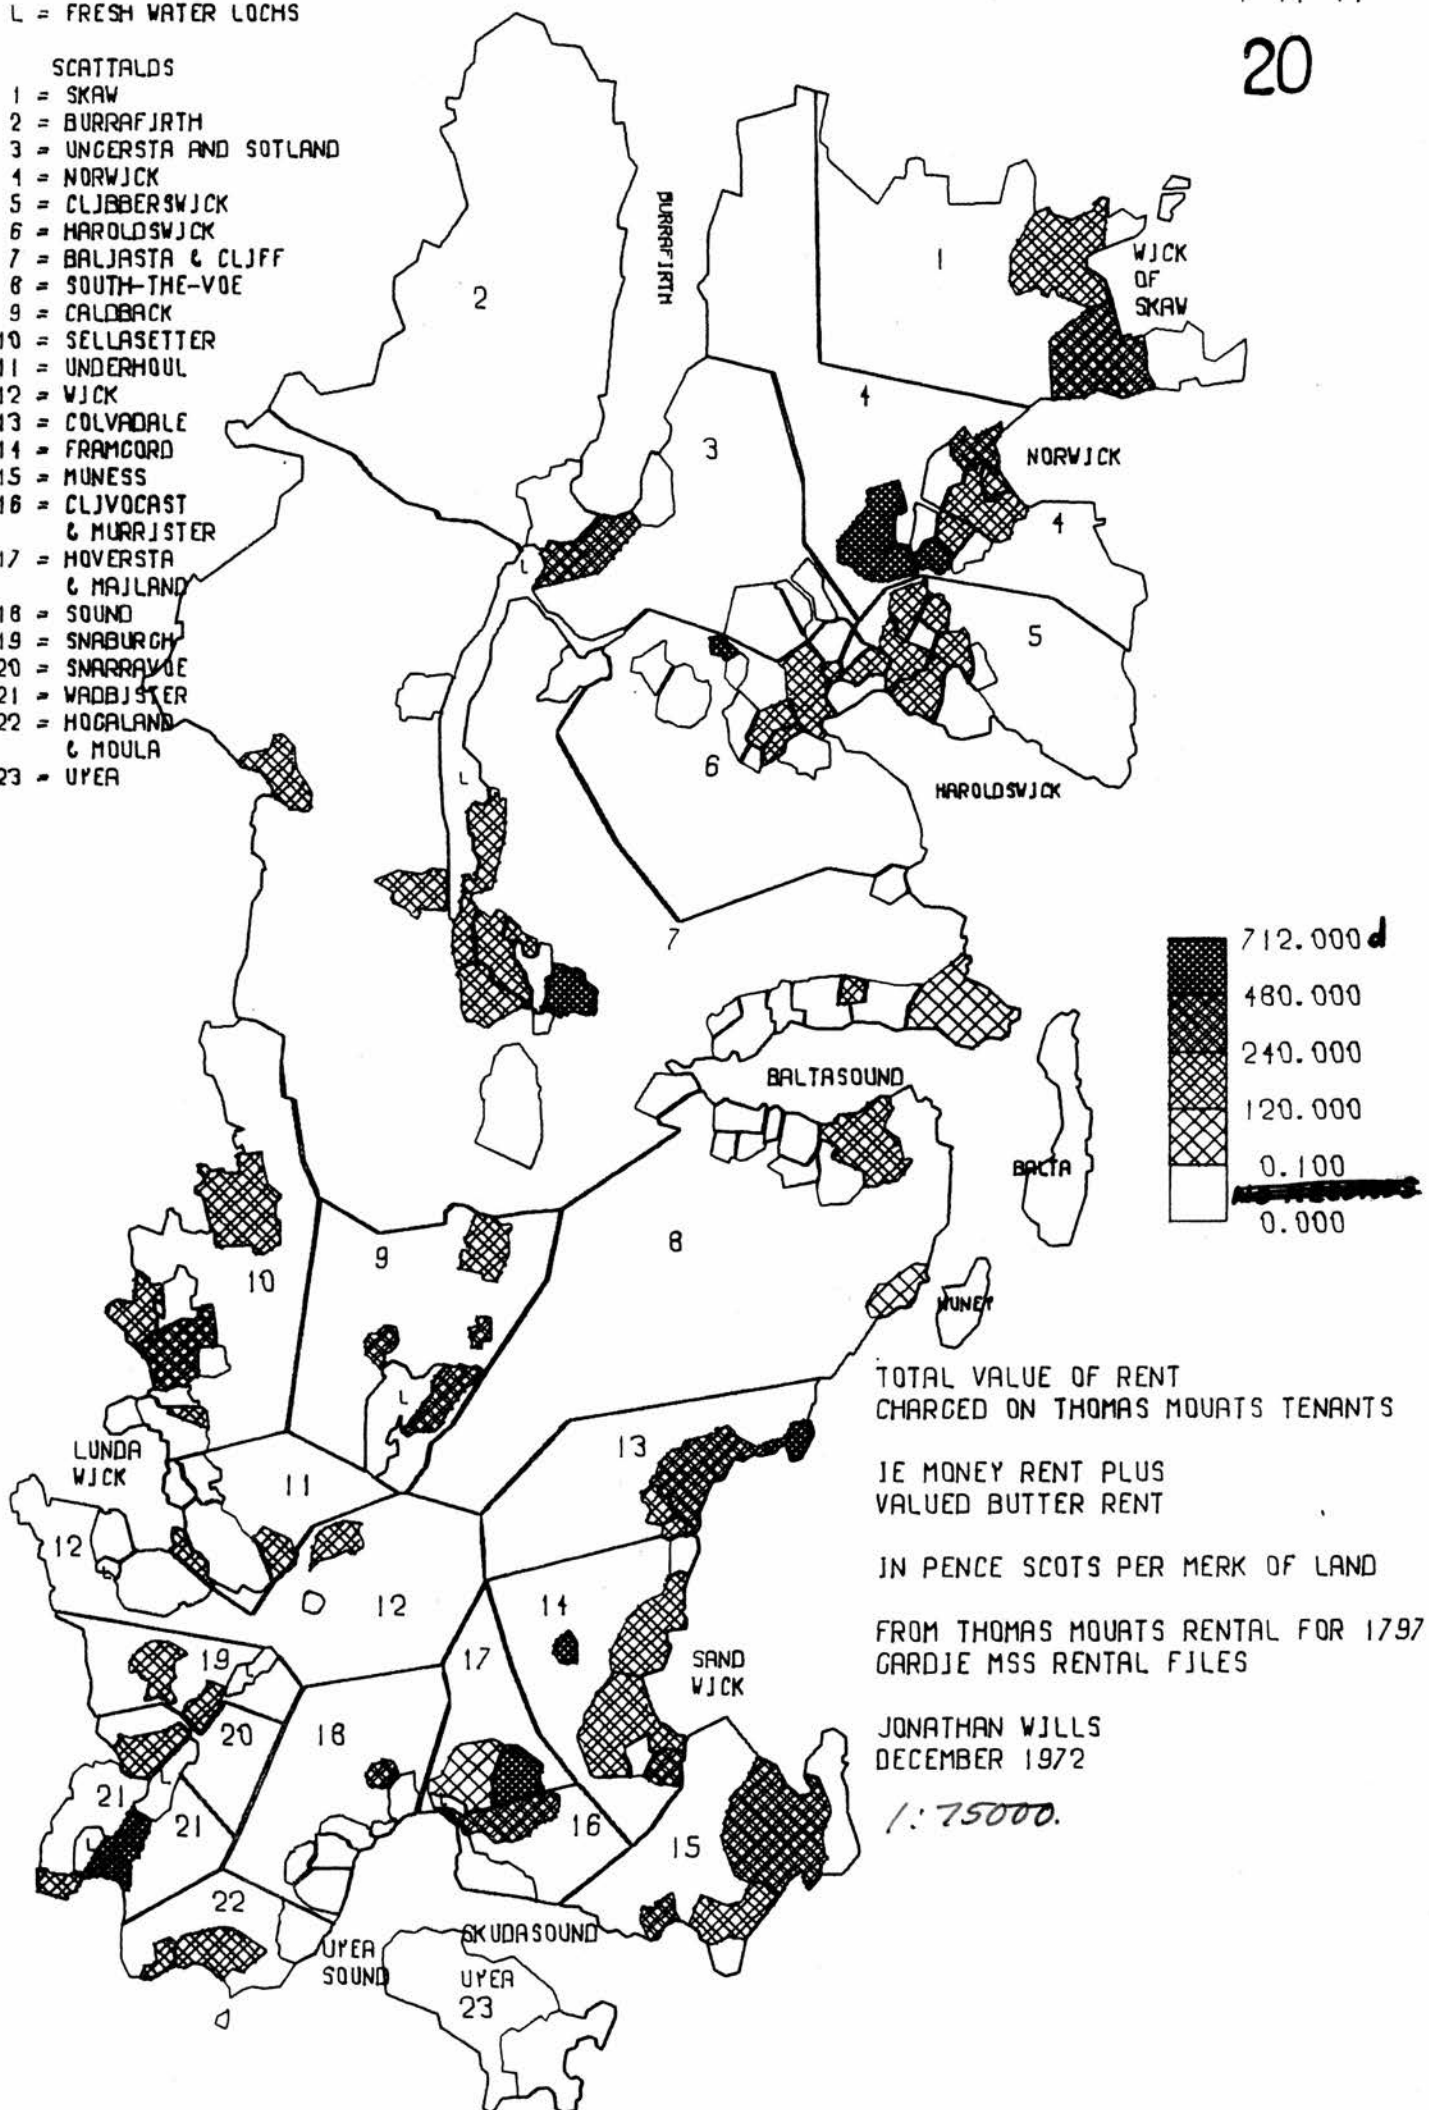 L = FRESH WATER LOCHS
20
SCATTALDS
1 = SKAW
2 = BURRAFJRTH
3 = UNGERSTA AND SOTLAND
4 = NORWJCK
5 = CLJBBERSWJCK
6 = HAROLDSWJCK
7 = BALJASTA & CLJFF
8 = SOUTH-THE-VOE
9 = CALDBACK
10 = SELLASETTER
11 = UNDERHOUL
12 = WJCK
13 = COLVADALE
14 = FRAMGORD
15 = MUNESS
16 = CLJVOCAST
& MURRJSTER
17 = HOVERSTA
& MAJLAND
18 = SOUND
19 = SNABURGH
20 = SNARRAVOE
21 = WADBJSTER
22 = HOGALAND
& MOULA
23 = UYEA
BURRAFJRTH
2
1
WJCK
OF
SKAW
4
3
NORWJCK
4
L
5
6
L
HAROLDSWJCK
7
712.000 d
480.000
240.000
120.000
0.100
0.000
BALTASOUND
BALTA
8
9
10
HUNEY
L
TOTAL VALUE OF RENT
CHARGED ON THOMAS MOUATS TENANTS
JE MONEY RENT PLUS
VALUED BUTTER RENT
JN PENCE SCOTS PER MERK OF LAND
FROM THOMAS MOUATS RENTAL FOR 1797
GARDJE MSS RENTAL FJLES
JONATHAN WJLLS
DECEMBER 1972
1:75000.
13
LUNDA
WJCK
11
12
L
12
14
17
SAND
WJCK
19
20
18
21
L
21
L
16
15
22
UYEA
SOUND
SKUDASOUND
UYEA
23